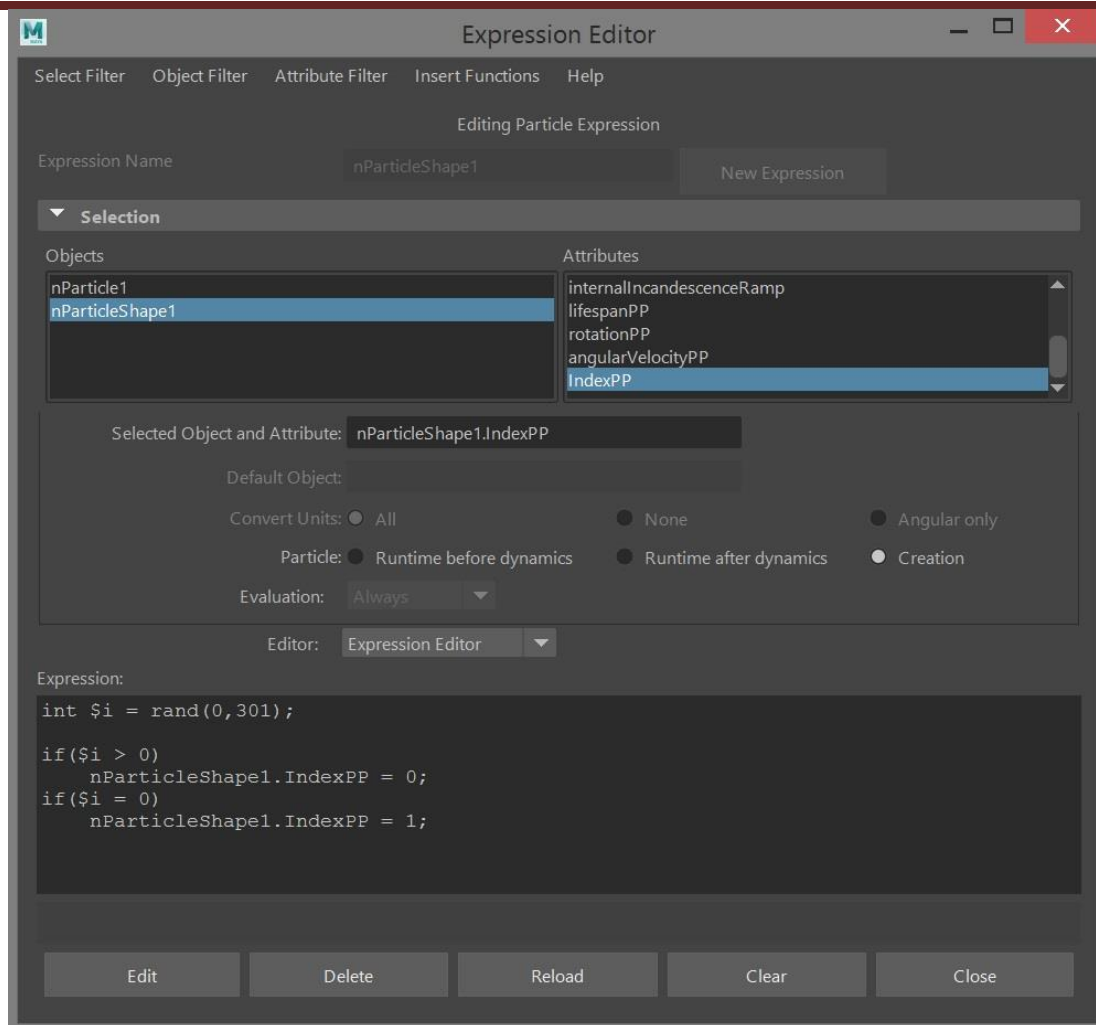 Expression Editor
Select Filter Object Filter Attribute Filter Insert Functions Help
Editing Particle Expression
Expression Name nParticleShape1 New Expression
Selection
Objects Attributes
nParticle1 internalIncandescenceRamp
nParticleShape1 lifespanPP
rotationPP
angularVelocityPP
IndexPP
Selected Object and Attribute: nParticleShape1.IndexPP
Default Object:
Convert Units: All None Angular only
Particle: Runtime before dynamics Runtime after dynamics Creation
Evaluation: Always
Editor: Expression Editor
Expression:
int $i = rand(0,301);
if($i > 0)
nParticleShape1.IndexPP = 0;
if($i = 0)
nParticleShape1.IndexPP = 1;
Edit Delete Reload Clear Close